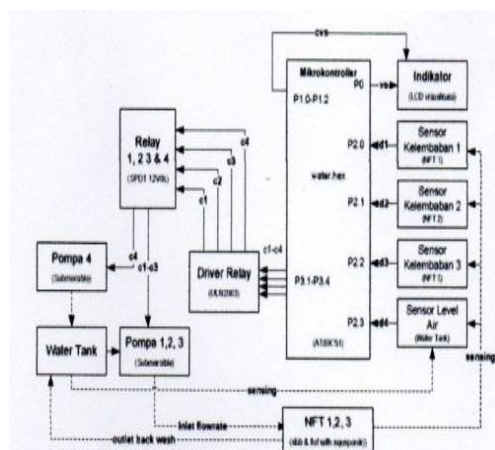 cvs
Mikrokontroller
P0
vs
Indikator
(LCD visualisasi)
P1.0-P1.2
Relay
1, 2 3 & 4
(SPDT 12Vdc)
c4
c3
c2
c1
water.hex
P2.0
d1
Sensor
Kelembaban 1
(NFT 1)
P2.1
d2
Sensor
Kelembaban 2
(NFT 2)
P2.2
d3
Sensor
Kelembaban 3
Pompa 4
(Submersible)
c4
c1-c3
Driver Relay
(ULN2003)
c1-c4
P3.1-P3.4
P2.3
d4
Sensor Level
Air
(Water Tank)
(AT89C51)
Water Tank
Pompa 1,2, 3
(Submersible)
sensing
sensing
Inlet flowrate
NFT 1,2, 3
outlet back wash